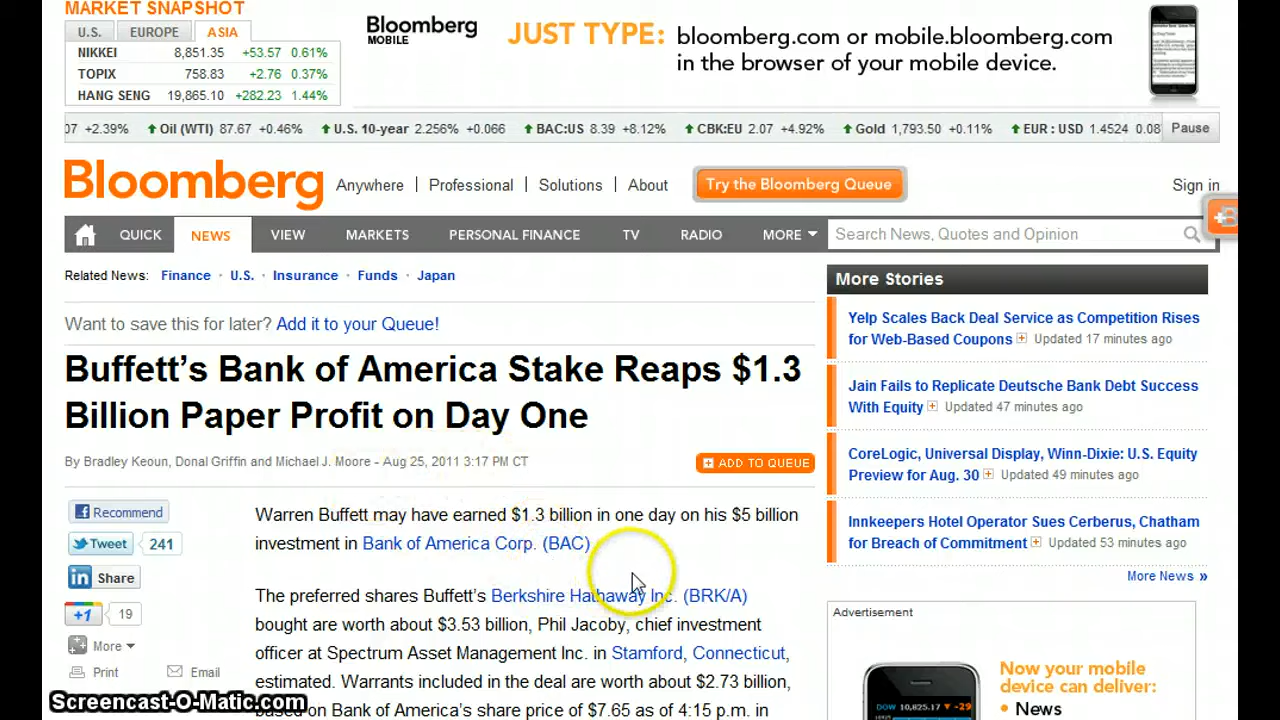 MARKET SNAPSHOT
U.S. EUROPE ASIA
NIKKEI 8,851.35 +53.57 0.61%
TOPIX 758.83 +2.76 0.37%
HANG SENG 19,865.10 +282.23 1.44%
Bloomberg
MOBILE
JUST TYPE: bloomberg.com or mobile.bloomberg.com
in the browser of your mobile device.
07 +2.39% Oil (WTI) 87.67 +0.46% U.S. 10-year 2.256% +0.066 BAC:US 8.39 +8.12% CBK:EU 2.07 +4.92% Gold 1,793.50 +0.11% EUR : USD 1.4524 0.08 Pause
Bloomberg Anywhere | Professional | Solutions | About Try the Bloomberg Queue Sign in
QUICK NEWS VIEW MARKETS PERSONAL FINANCE TV RADIO MORE Search News, Quotes and Opinion
Related News: Finance · U.S. · Insurance · Funds · Japan
Want to save this for later? Add it to your Queue!
Buffett’s Bank of America Stake Reaps $1.3
Billion Paper Profit on Day One
By Bradley Keoun, Donal Griffin and Michael J. Moore - Aug 25, 2011 3:17 PM CT
ADD TO QUEUE
Recommend
Tweet 241
Share
+1 19
More
Print Email
Warren Buffett may have earned $1.3 billion in one day on his $5 billion
investment in Bank of America Corp. (BAC)
The preferred shares Buffett’s Berkshire Hathaway Inc. (BRK/A)
bought are worth about $3.53 billion, Phil Jacoby, chief investment
officer at Spectrum Asset Management Inc. in Stamford, Connecticut,
estimated. Warrants included in the deal are worth about $2.73 billion,
based on Bank of America’s share price of $7.65 as of 4:15 p.m. in
More Stories
Yelp Scales Back Deal Service as Competition Rises
for Web-Based Coupons Updated 17 minutes ago
Jain Fails to Replicate Deutsche Bank Debt Success
With Equity Updated 47 minutes ago
CoreLogic, Universal Display, Winn-Dixie: U.S. Equity
Preview for Aug. 30 Updated 49 minutes ago
Innkeepers Hotel Operator Sues Cerberus, Chatham
for Breach of Commitment Updated 53 minutes ago
More News »
Advertisement
Now your mobile
device can deliver:
• News
DOW 10,825.17 -29
Screencast-O-Matic.com